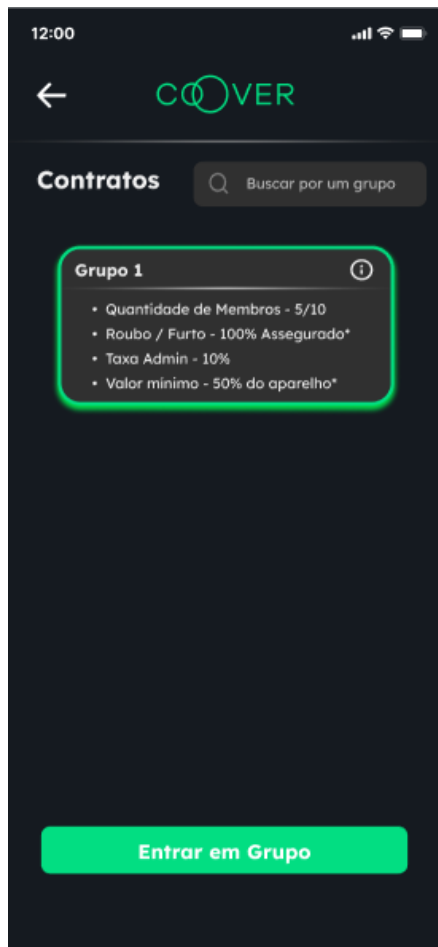 12:00
COOVER
Contratos
Buscar por um grupo
Grupo 1
• Quantidade de Membros - 5/10
• Roubo / Furto - 100% Assegurado*
• Taxa Admin - 10%
• Valor mínimo - 50% do aparelho*
Entrar em Grupo